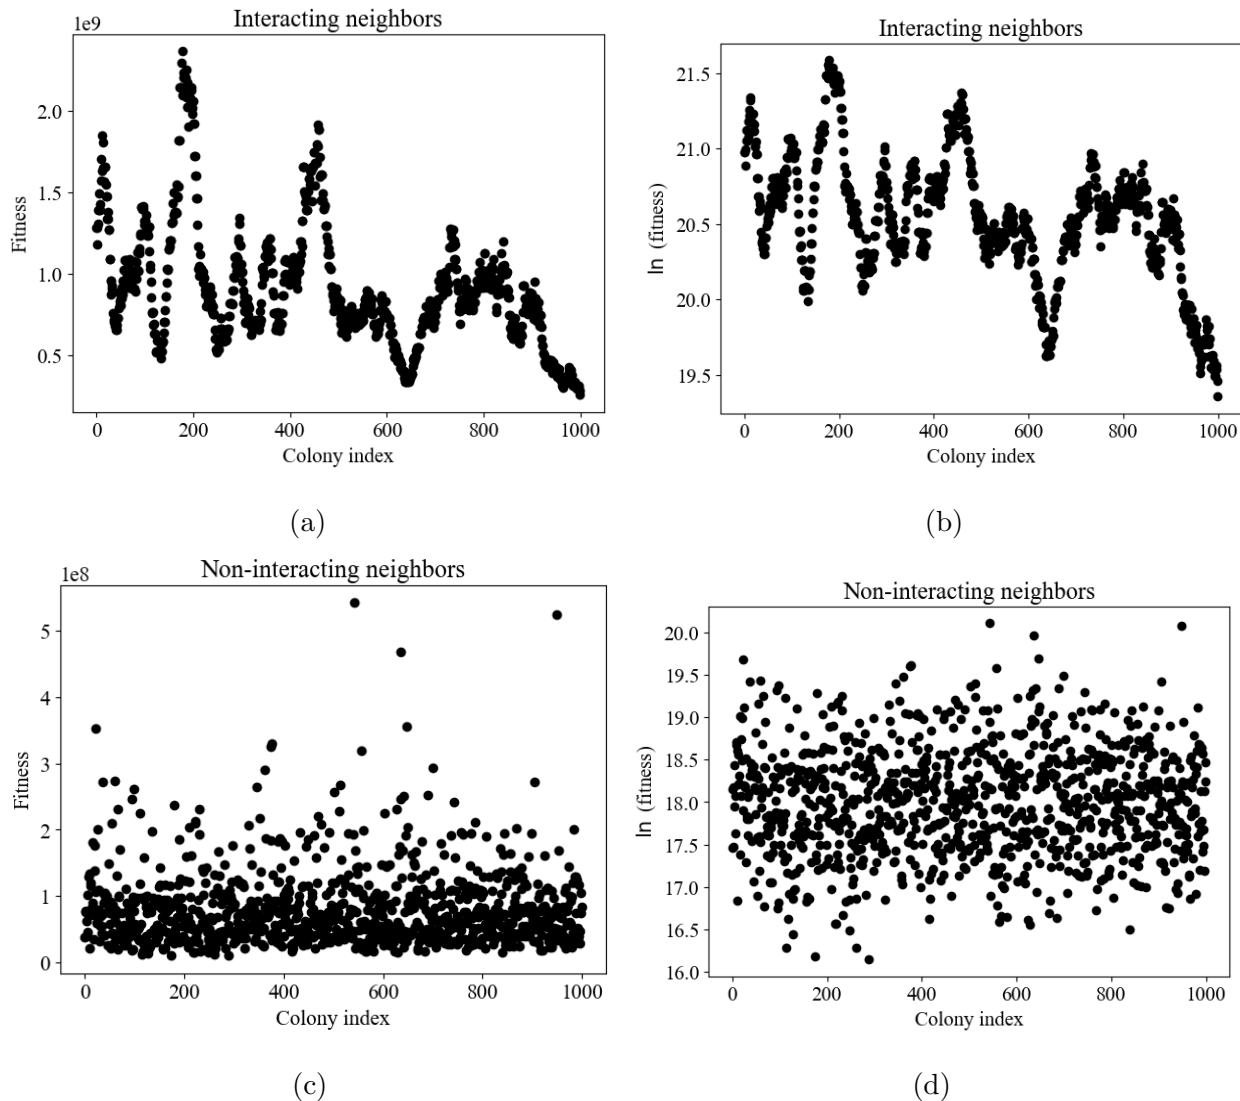 Interacting neighbors
1e9
2.0
1.5
1.0
0.5
Fitness
0 200 400 600 800 1000
Colony index
(a)
Interacting neighbors
21.5
21.0
20.5
20.0
19.5
ln (fitness)
0 200 400 600 800 1000
Colony index
(b)
Non-interacting neighbors
1e8
5
4
3
2
1
0
Fitness
0 200 400 600 800 1000
Colony index
(c)
Non-interacting neighbors
20.0
19.5
19.0
18.5
18.0
17.5
17.0
16.5
16.0
ln (fitness)
0 200 400 600 800 1000
Colony index
(d)